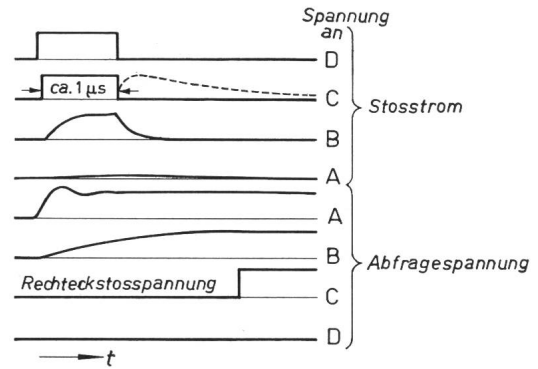 Spannung
an
D
ca. 1 µs
C
Stosstrom
B
A
A
B
Abfragespannung
Rechteckstosspannung
C
D
t